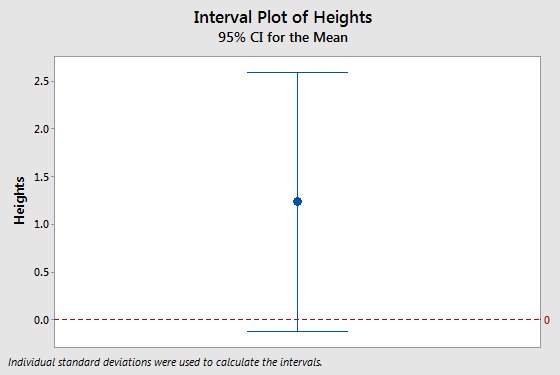 Interval Plot of Heights
95% CI for the Mean
2.5
2.0
1.5
1.0
0.5
0.0
Heights
0
Individual standard deviations were used to calculate the intervals.